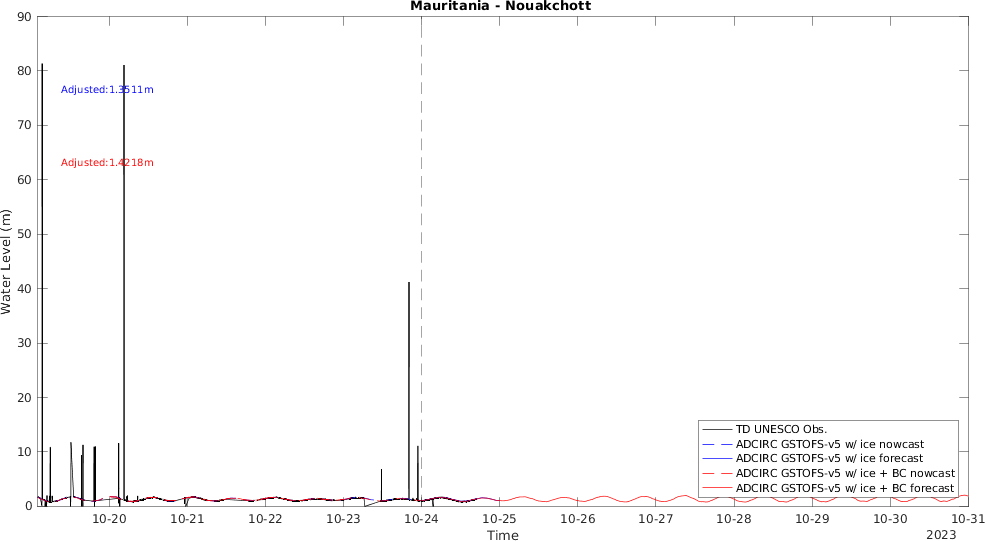 Mauritania - Nouakchott
90
80
70
60
50
40
30
20
10
0
Water Level (m)
Adjusted:1.3511m
Adjusted:1.4218m
TD UNESCO Obs.
ADCIRC GSTOFS-v5 w/ ice nowcast
ADCIRC GSTOFS-v5 w/ ice forecast
ADCIRC GSTOFS-v5 w/ ice + BC nowcast
ADCIRC GSTOFS-v5 w/ ice + BC forecast
10-20 10-21 10-22 10-23 10-24 10-25 10-26 10-27 10-28 10-29 10-30 10-31
Time
2023